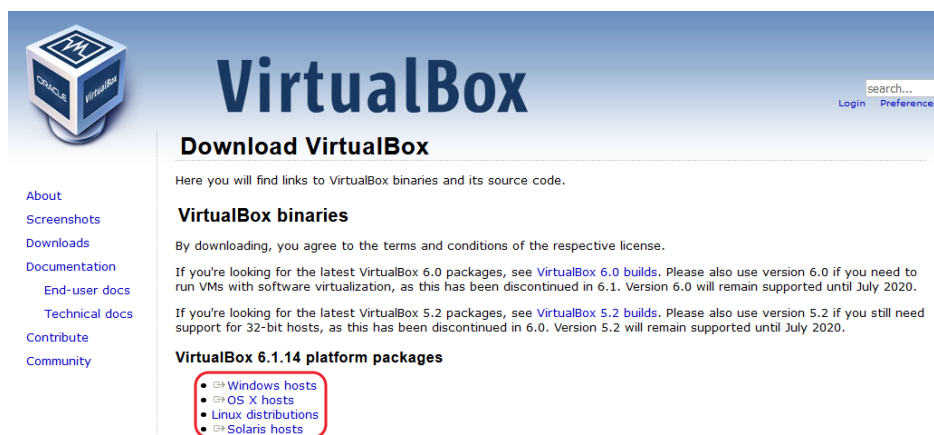 ORACLE
VirtualBox
VirtualBox
search...
Login Preference
Download VirtualBox
Here you will find links to VirtualBox binaries and its source code.
About
Screenshots
Downloads
Documentation
End-user docs
Technical docs
Contribute
Community
VirtualBox binaries
By downloading, you agree to the terms and conditions of the respective license.
If you're looking for the latest VirtualBox 6.0 packages, see VirtualBox 6.0 builds. Please also use version 6.0 if you need to
run VMs with software virtualization, as this has been discontinued in 6.1. Version 6.0 will remain supported until July 2020.
If you're looking for the latest VirtualBox 5.2 packages, see VirtualBox 5.2 builds. Please also use version 5.2 if you still need
support for 32-bit hosts, as this has been discontinued in 6.0. Version 5.2 will remain supported until July 2020.
VirtualBox 6.1.14 platform packages
Windows hosts
OS X hosts
Linux distributions
Solaris hosts